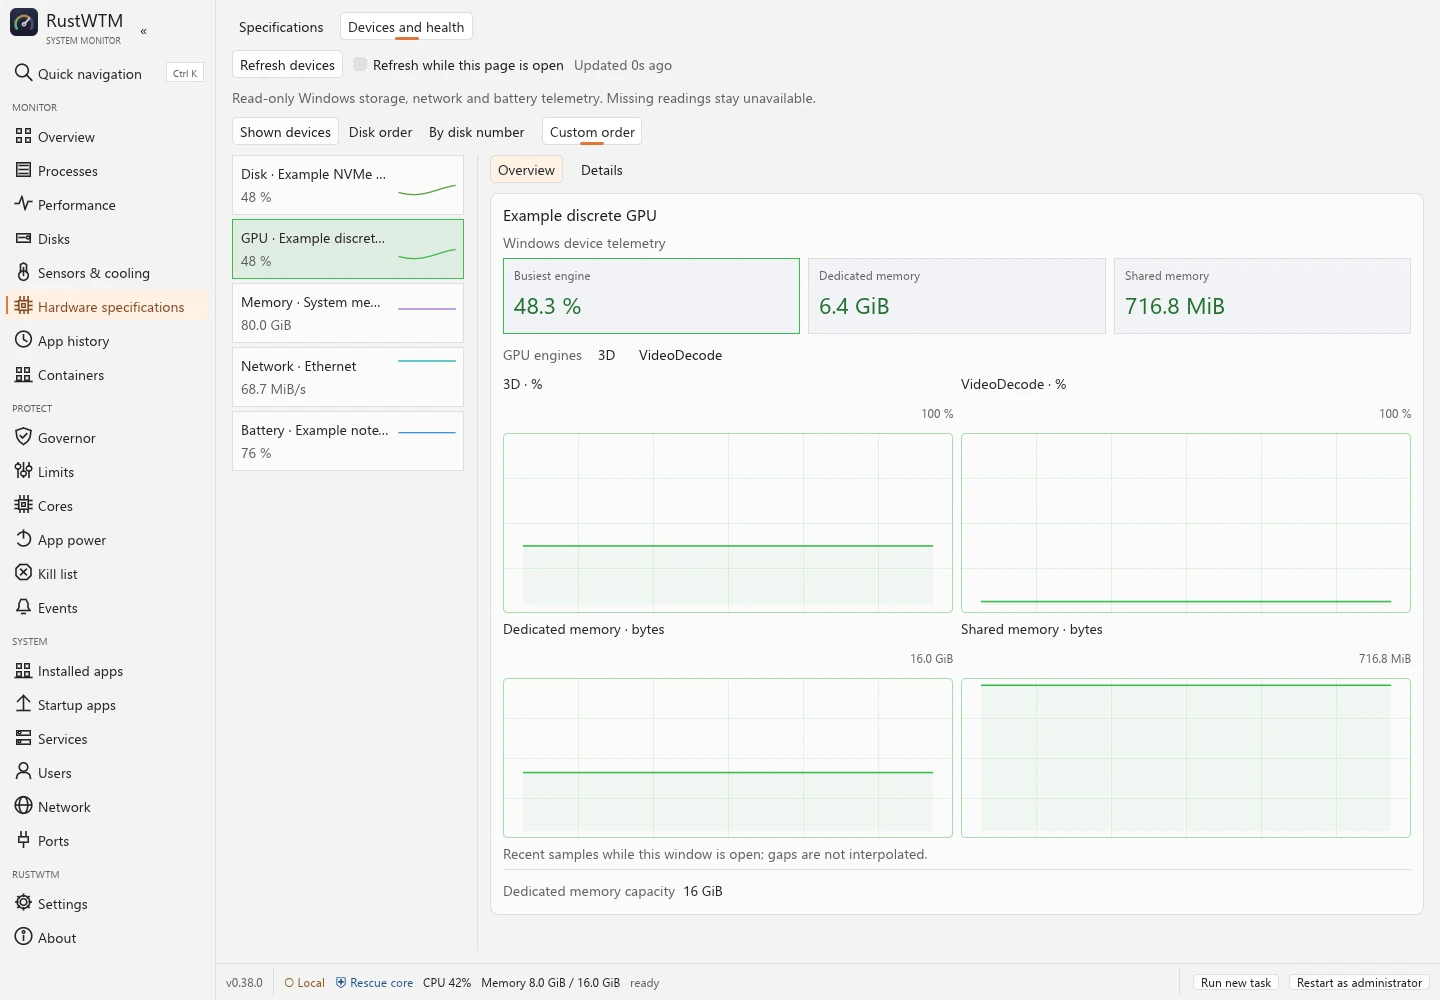 RustWTM
SYSTEM MONITOR
«
Quick navigation
Ctrl K
MONITOR
Overview
Processes
Performance
Disks
Sensors & cooling
Hardware specifications
App history
Containers
PROTECT
Governor
Limits
Cores
App power
Kill list
Events
SYSTEM
Installed apps
Startup apps
Services
Users
Network
Ports
RUSTWTM
Settings
About
Specifications
Devices and health
Refresh devices
Refresh while this page is open
Updated 0s ago
Read-only Windows storage, network and battery telemetry. Missing readings stay unavailable.
Shown devices
Disk order
By disk number
Custom order
Disk · Example NVMe ...
48 %
GPU · Example discret...
48 %
Memory · System me...
80.0 GiB
Network · Ethernet
68.7 MiB/s
Battery · Example note...
76 %
Overview
Details
Example discrete GPU
Windows device telemetry
Busiest engine
48.3 %
Dedicated memory
6.4 GiB
Shared memory
716.8 MiB
GPU engines
3D
VideoDecode
3D · %
100 %
VideoDecode · %
100 %
Dedicated memory · bytes
16.0 GiB
Shared memory · bytes
716.8 MiB
Recent samples while this window is open; gaps are not interpolated.
Dedicated memory capacity 16 GiB
v0.38.0
Local
Rescue core
CPU 42%
Memory 8.0 GiB / 16.0 GiB
ready
Run new task
Restart as administrator